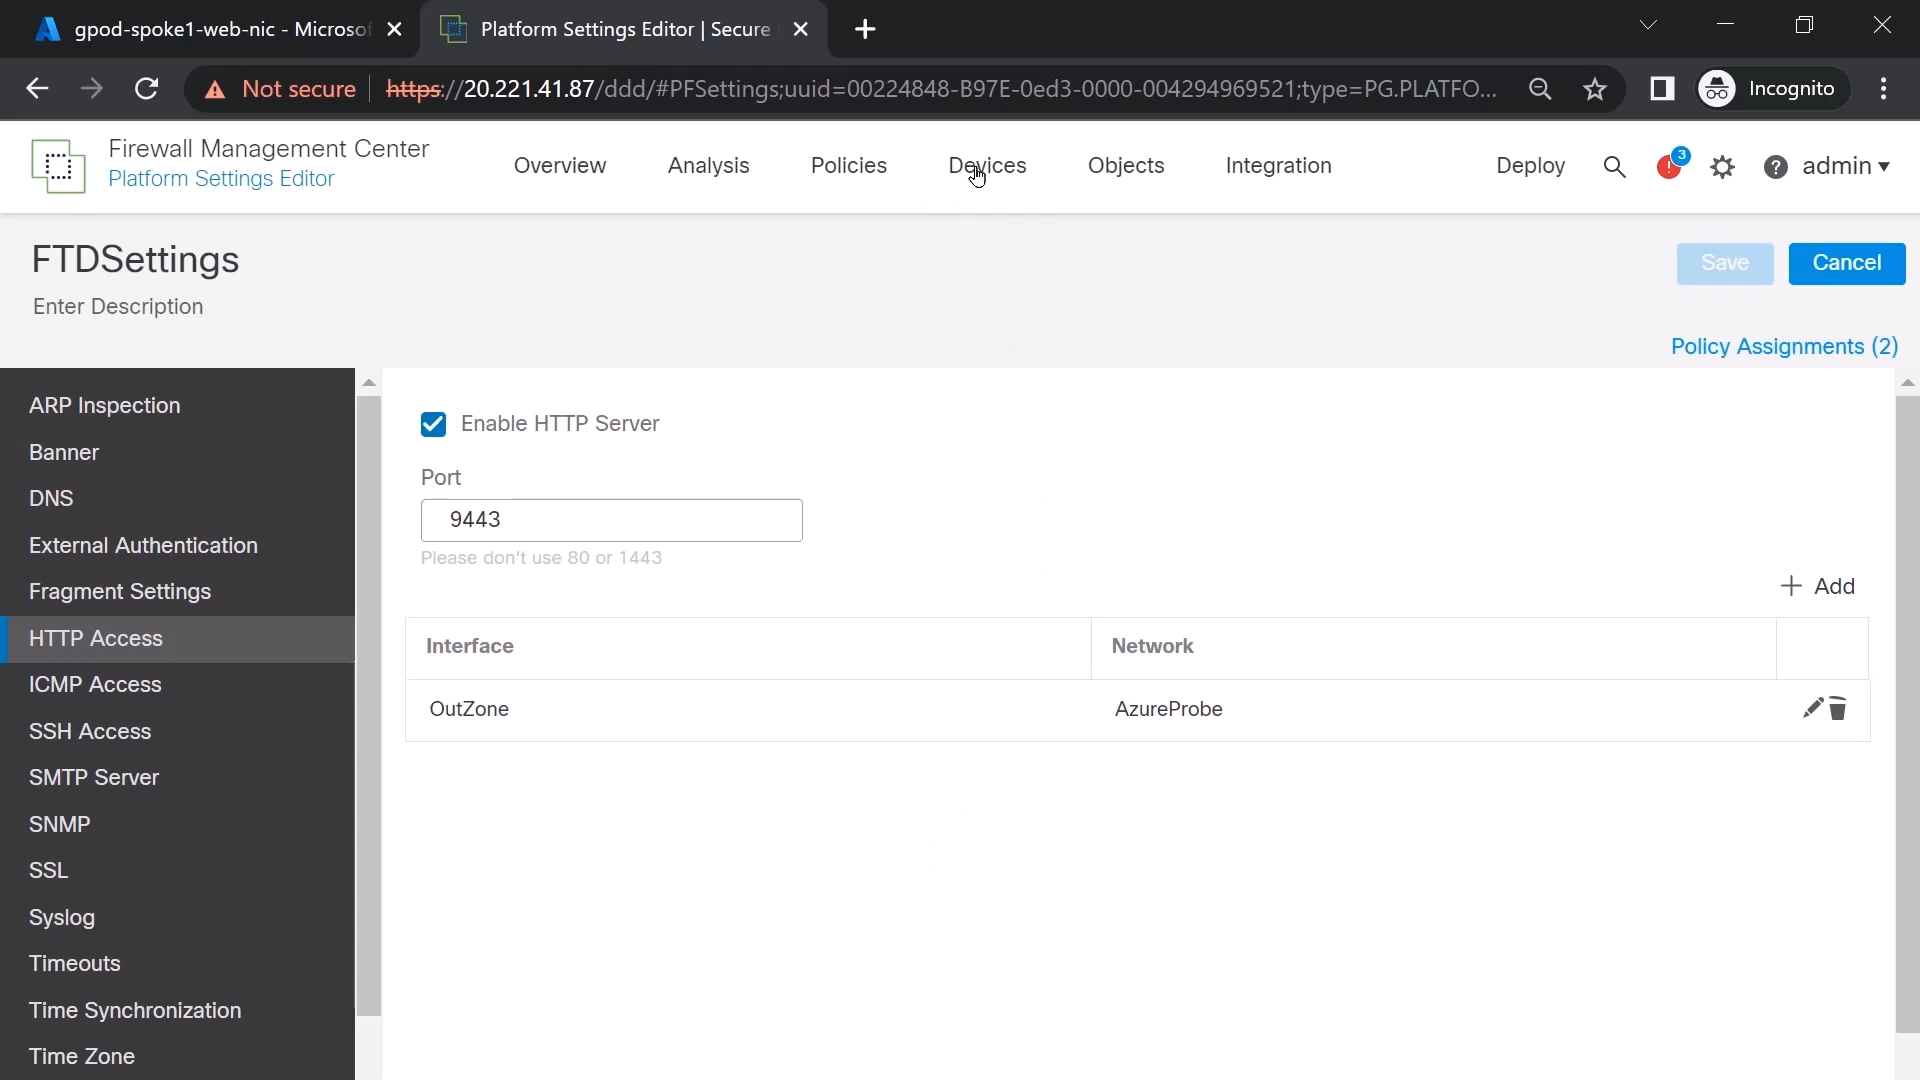 gpod-spoke1-web-nic - Microsof
Platform Settings Editor | Secure
Not secure
https://20.221.41.87/ddd/#PFSettings;uuid=00224848-B97E-0ed3-0000-004294969521;type=PG.PLATFO...
Incognito
Firewall Management Center
Platform Settings Editor
Overview
Analysis
Policies
Devices
Objects
Integration
Deploy
3
admin
FTDSettings
Enter Description
Save
Cancel
Policy Assignments (2)
ARP Inspection
Banner
DNS
External Authentication
Fragment Settings
HTTP Access
ICMP Access
SSH Access
SMTP Server
SNMP
SSL
Syslog
Timeouts
Time Synchronization
Time Zone
Enable HTTP Server
Port
9443
Please don't use 80 or 1443
Add
Interface
Network
OutZone
AzureProbe